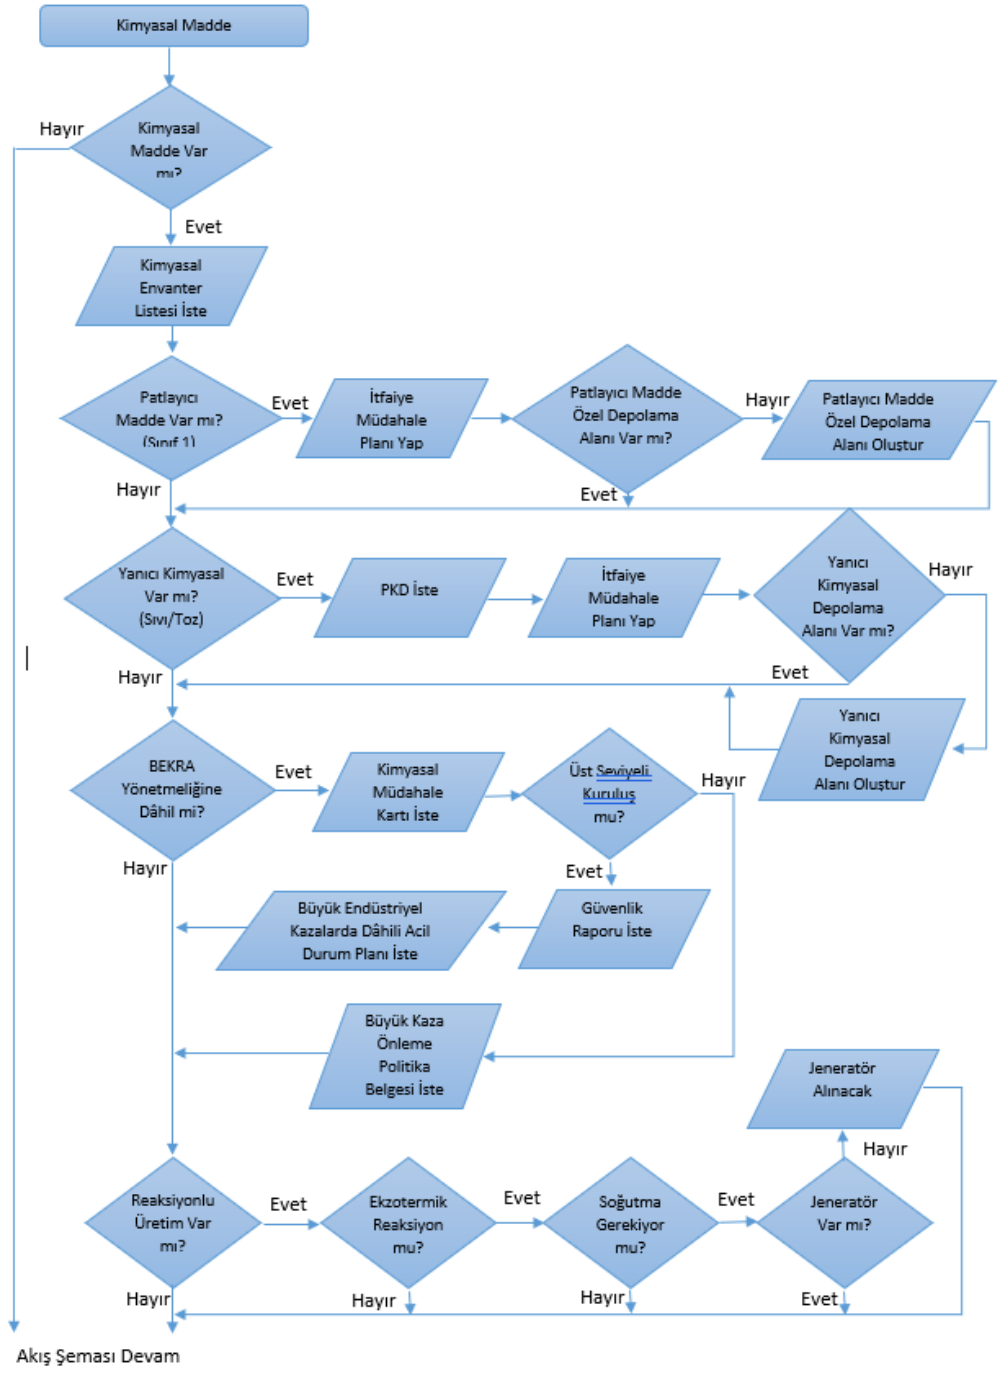 Kimyasal Madde
Hayır
Kimyasal
Madde Var
mı?
Evet
Kimyasal
Envanter
Listesi İste
Patlayıcı
Madde Var mı?
(Sınıf 1)
Evet
İtfaiye
Müdahale
Planı Yap
Patlayıcı Madde
Özel Depolama
Alanı Var mı?
Hayır
Patlayıcı Madde
Özel Depolama
Alanı Oluştur
Hayır
Evet
Yanıcı Kimyasal
Var mı?
(Sıvı/Toz)
Evet
PKD İste
İtfaiye
Müdahale
Planı Yap
Yanıcı
Kimyasal
Depolama
Alanı Var mı?
Hayır
Hayır
Evet
Yanıcı
Kimyasal
Depolama
Alanı Oluştur
BEKRA
Yönetmeliğine
Dâhil mi?
Evet
Kimyasal
Müdahale
Kartı İste
Üst Seviyeli
Kuruluş
mu?
Hayır
Hayır
Evet
Güvenlik
Raporu İste
Büyük Endüstriyel
Kazalarda Dâhili Acil
Durum Planı İste
Büyük Kaza
Önleme
Politika
Belgesi İste
Jeneratör
Alınacak
Hayır
Reaksiyonlu
Üretim Var
mı?
Evet
Ekzotermik
Reaksiyon
mu?
Evet
Soğutma
Gerekiyor
mu?
Evet
Jeneratör
Var mı?
Hayır
Hayır
Hayır
Evet
Akış Şeması Devam